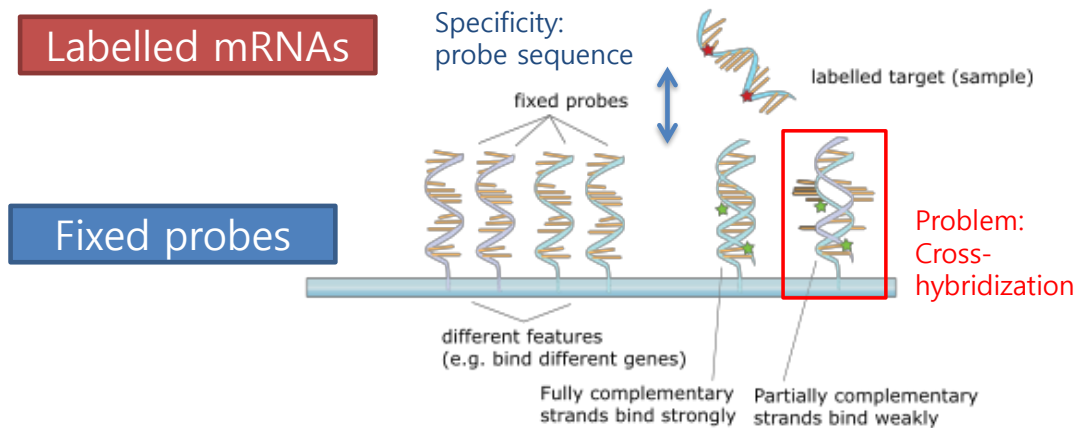 Labelled mRNAs
Specificity:
probe sequence
labelled target (sample)
fixed probes
Fixed probes
Problem:
Cross-
hybridization
different features
(e.g. bind different genes)
Fully complementary
strands bind strongly
Partially complementary
strands bind weakly